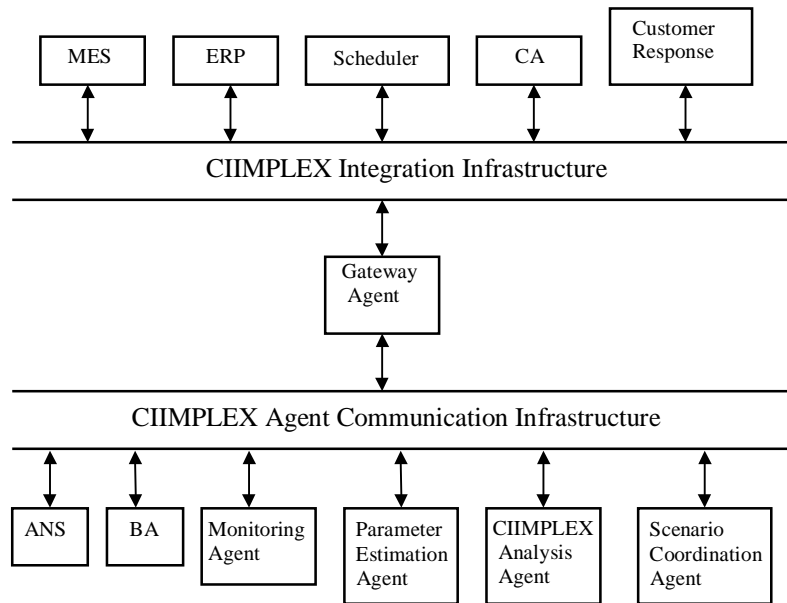 MES
ERP
Scheduler
CA
Customer
Response
CIIMPLEX Integration Infrastructure
Gateway
Agent
CIIMPLEX Agent Communication Infrastructure
ANS
BA
Monitoring
Agent
Parameter
Estimation
Agent
CIIMPLEX
Analysis
Agent
Scenario
Coordination
Agent